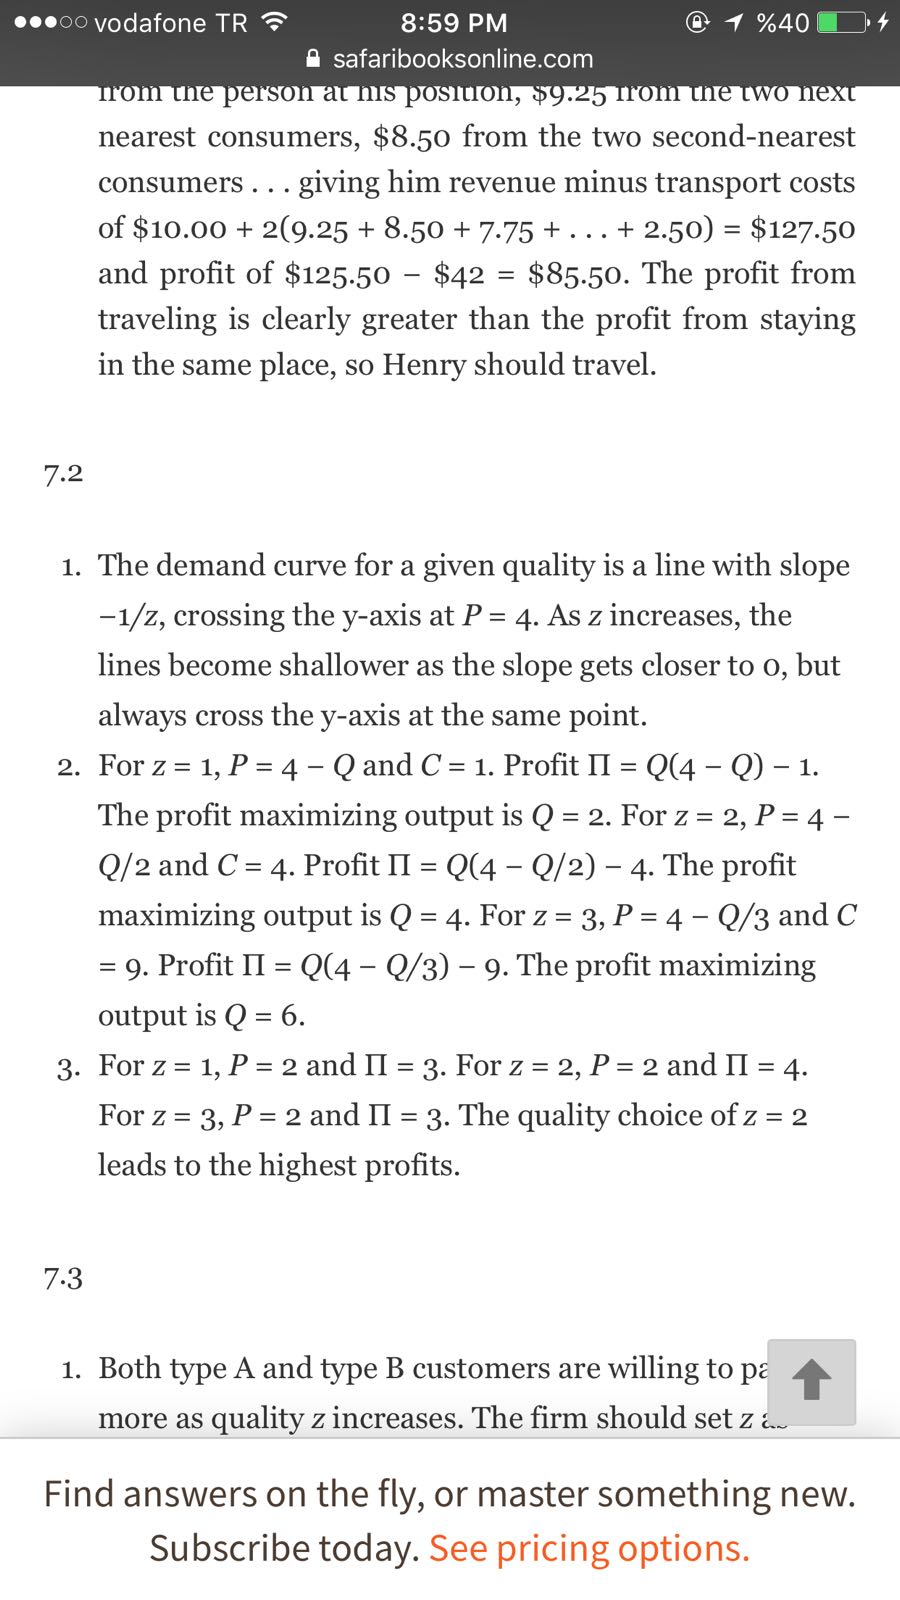 vodafone TR 8:59 PM %40
safaribooksonline.com
from the person at his position, $9.25 from the two next
nearest consumers, $8.50 from the two second-nearest
consumers . . . giving him revenue minus transport costs
of $10.00 + 2(9.25 + 8.50 + 7.75 + . . . + 2.50) = $127.50
and profit of $125.50 − $42 = $85.50. The profit from
traveling is clearly greater than the profit from staying
in the same place, so Henry should travel.
7.2
1. The demand curve for a given quality is a line with slope
−1/z, crossing the y-axis at P = 4. As z increases, the
lines become shallower as the slope gets closer to 0, but
always cross the y-axis at the same point.
2. For z = 1, P = 4 − Q and C = 1. Profit Π = Q(4 − Q) − 1.
The profit maximizing output is Q = 2. For z = 2, P = 4 −
Q/2 and C = 4. Profit Π = Q(4 − Q/2) − 4. The profit
maximizing output is Q = 4. For z = 3, P = 4 − Q/3 and C
= 9. Profit Π = Q(4 − Q/3) − 9. The profit maximizing
output is Q = 6.
3. For z = 1, P = 2 and Π = 3. For z = 2, P = 2 and Π = 4.
For z = 3, P = 2 and Π = 3. The quality choice of z = 2
leads to the highest profits.
7.3
1. Both type A and type B customers are willing to
more as quality z increases. The firm should set z
Find answers on the fly, or master something new.
Subscribe today. See pricing options.